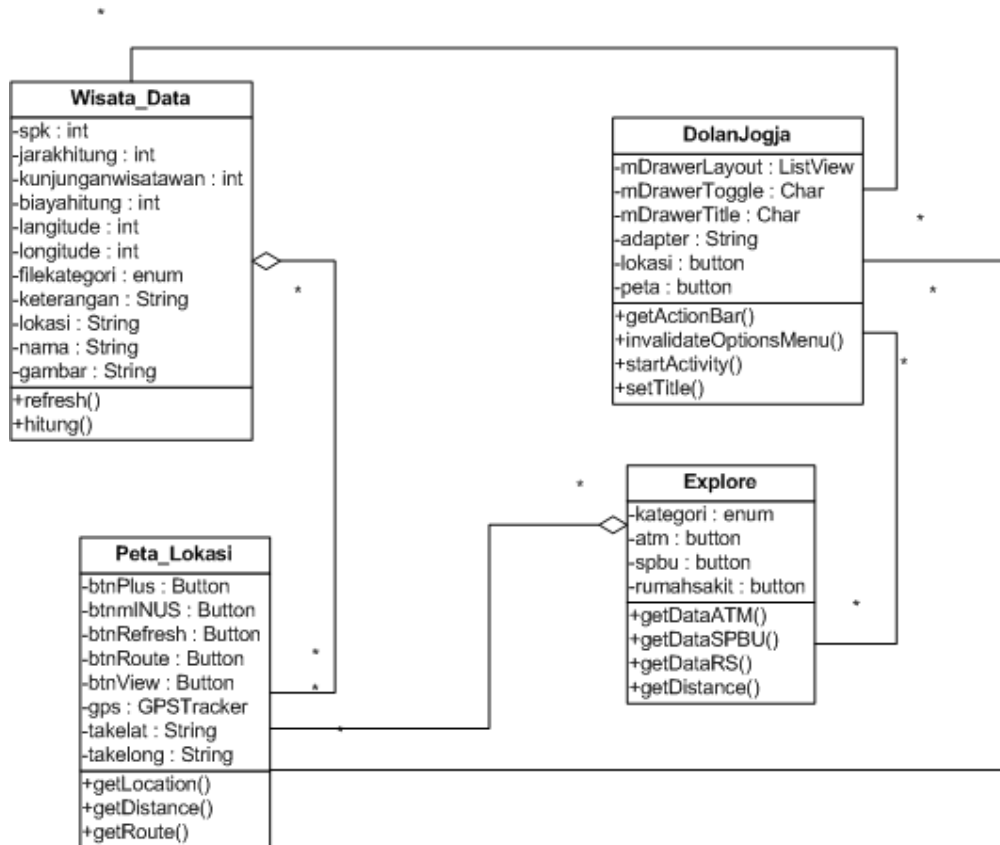 *
Wisata_Data
-spk : int
-jarakhitung : int
-kunjunganwisatawan : int
-biayahitung : int
-langitude : int
-longitude : int
-filekategori : enum
-keterangan : String
-lokasi : String
-nama : String
-gambar : String
+refresh()
+hitung()
*
DolanJogja
-mDrawerLayout : ListView
-mDrawerToggle : Char
-mDrawerTitle : Char
-adapter : String
-lokasi : button
-peta : button
+getActionBar()
+invalidateOptionsMenu()
+startActivity()
+setTitle()
*
*
*
Explore
-kategori : enum
-atm : button
-spbu : button
-rumahsakit : button
+getDataATM()
+getDataSPBU()
+getDataRS()
+getDistance()
*
*
Peta_Lokasi
-btnPlus : Button
-btnmINUS : Button
-btnRefresh : Button
-btnRoute : Button
-btnView : Button
-gps : GPSTracker
-takelat : String
-takelong : String
+getLocation()
+getDistance()
+getRoute()
*
*
*